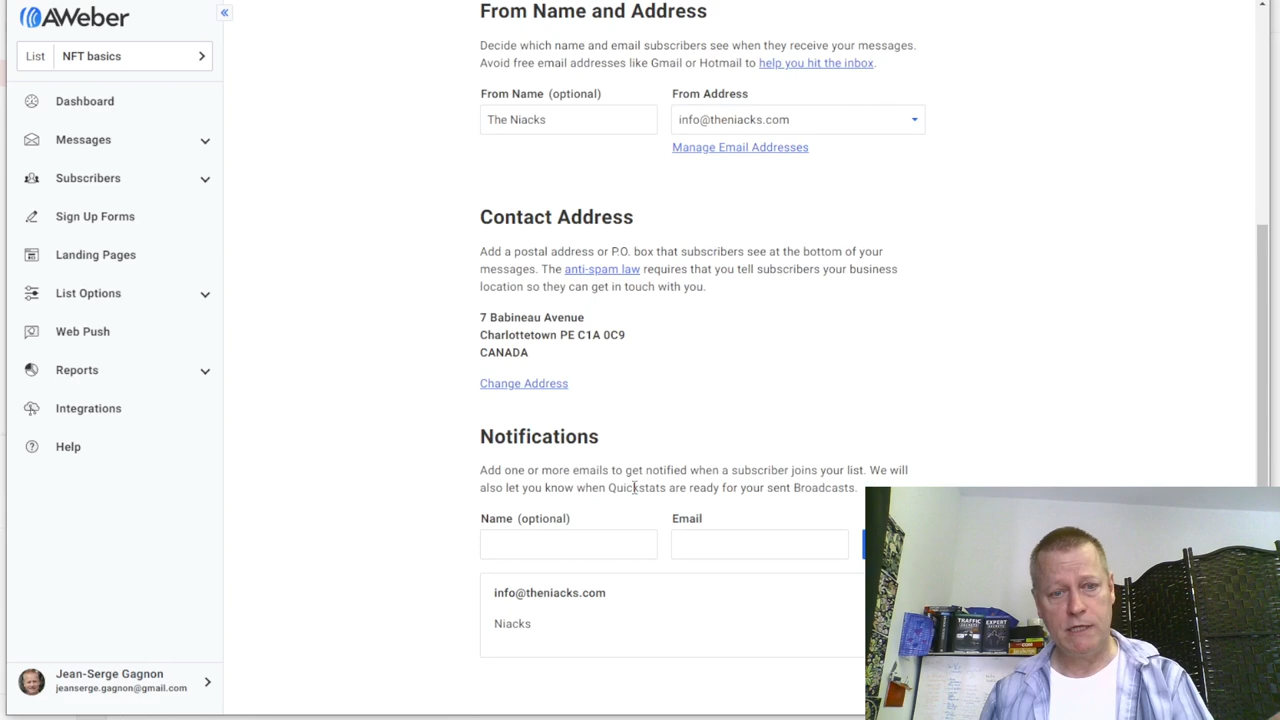 AWeber
List NFT basics
Dashboard
Messages
Subscribers
Sign Up Forms
Landing Pages
List Options
Web Push
Reports
Integrations
Help
Jean-Serge Gagnon
jeanserge.gagnon@gmail.com
From Name and Address
Decide which name and email subscribers see when they receive your messages.
Avoid free email addresses like Gmail or Hotmail to help you hit the inbox.
From Name (optional) From Address
The Niacks info@theniacks.com
Manage Email Addresses
Contact Address
Add a postal address or P.O. box that subscribers see at the bottom of your
messages. The anti-spam law requires that you tell subscribers your business
location so they can get in touch with you.
7 Babineau Avenue
Charlottetown PE C1A 0C9
CANADA
Change Address
Notifications
Add one or more emails to get notified when a subscriber joins your list. We will
also let you know when Quickstats are ready for your sent Broadcasts.
Name (optional) Email
info@theniacks.com
Niacks
TRAFFIC
SECRETS
EXPERT
SECRETS